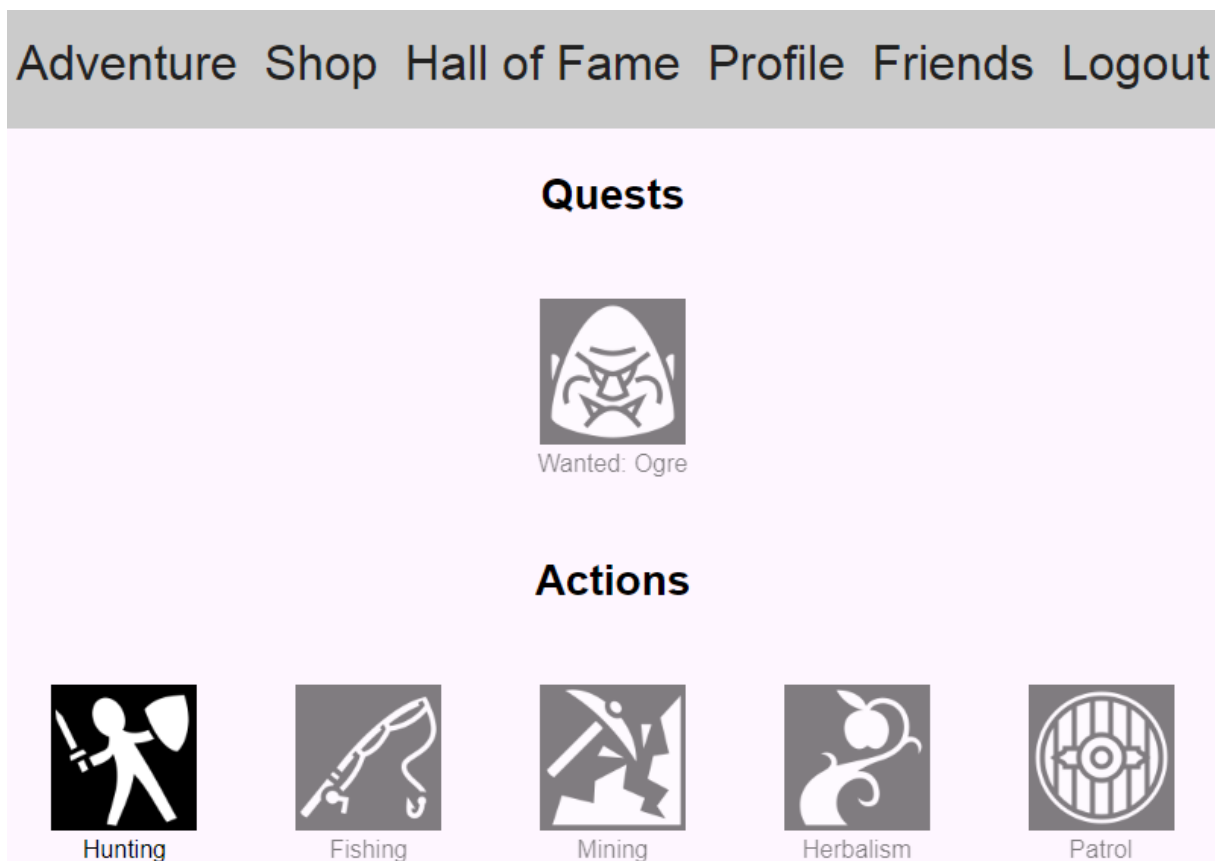 Adventure Shop Hall of Fame Profile Friends Logout
Quests
Wanted: Ogre
Actions
Hunting Fishing Mining Herbalism Patrol